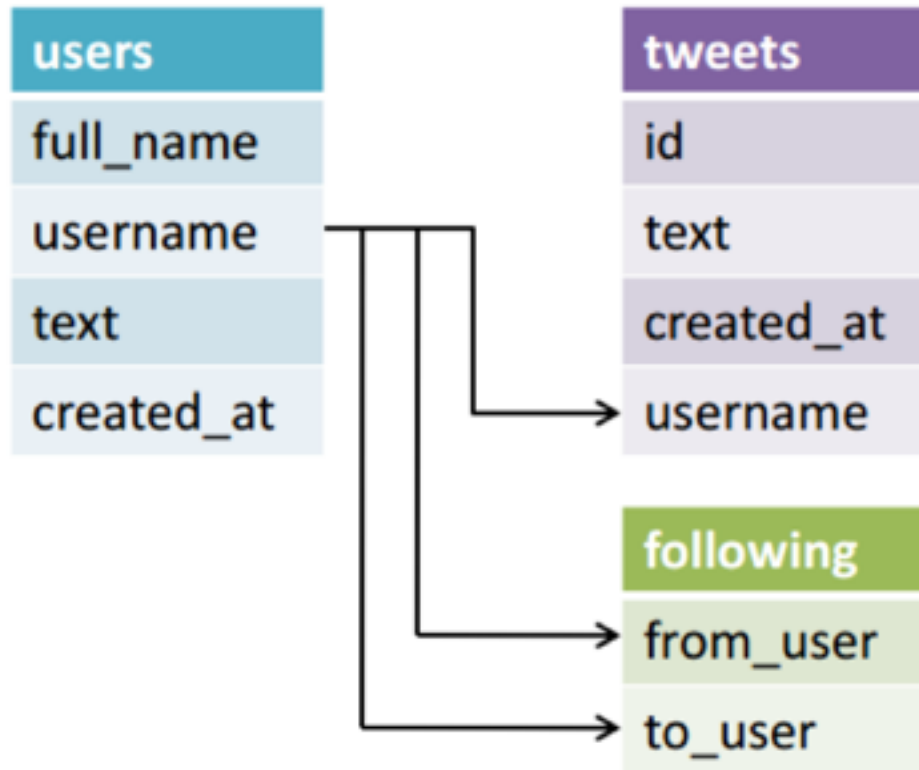 users
full_name
username
text
created_at
tweets
id
text
created_at
username
following
from_user
to_user